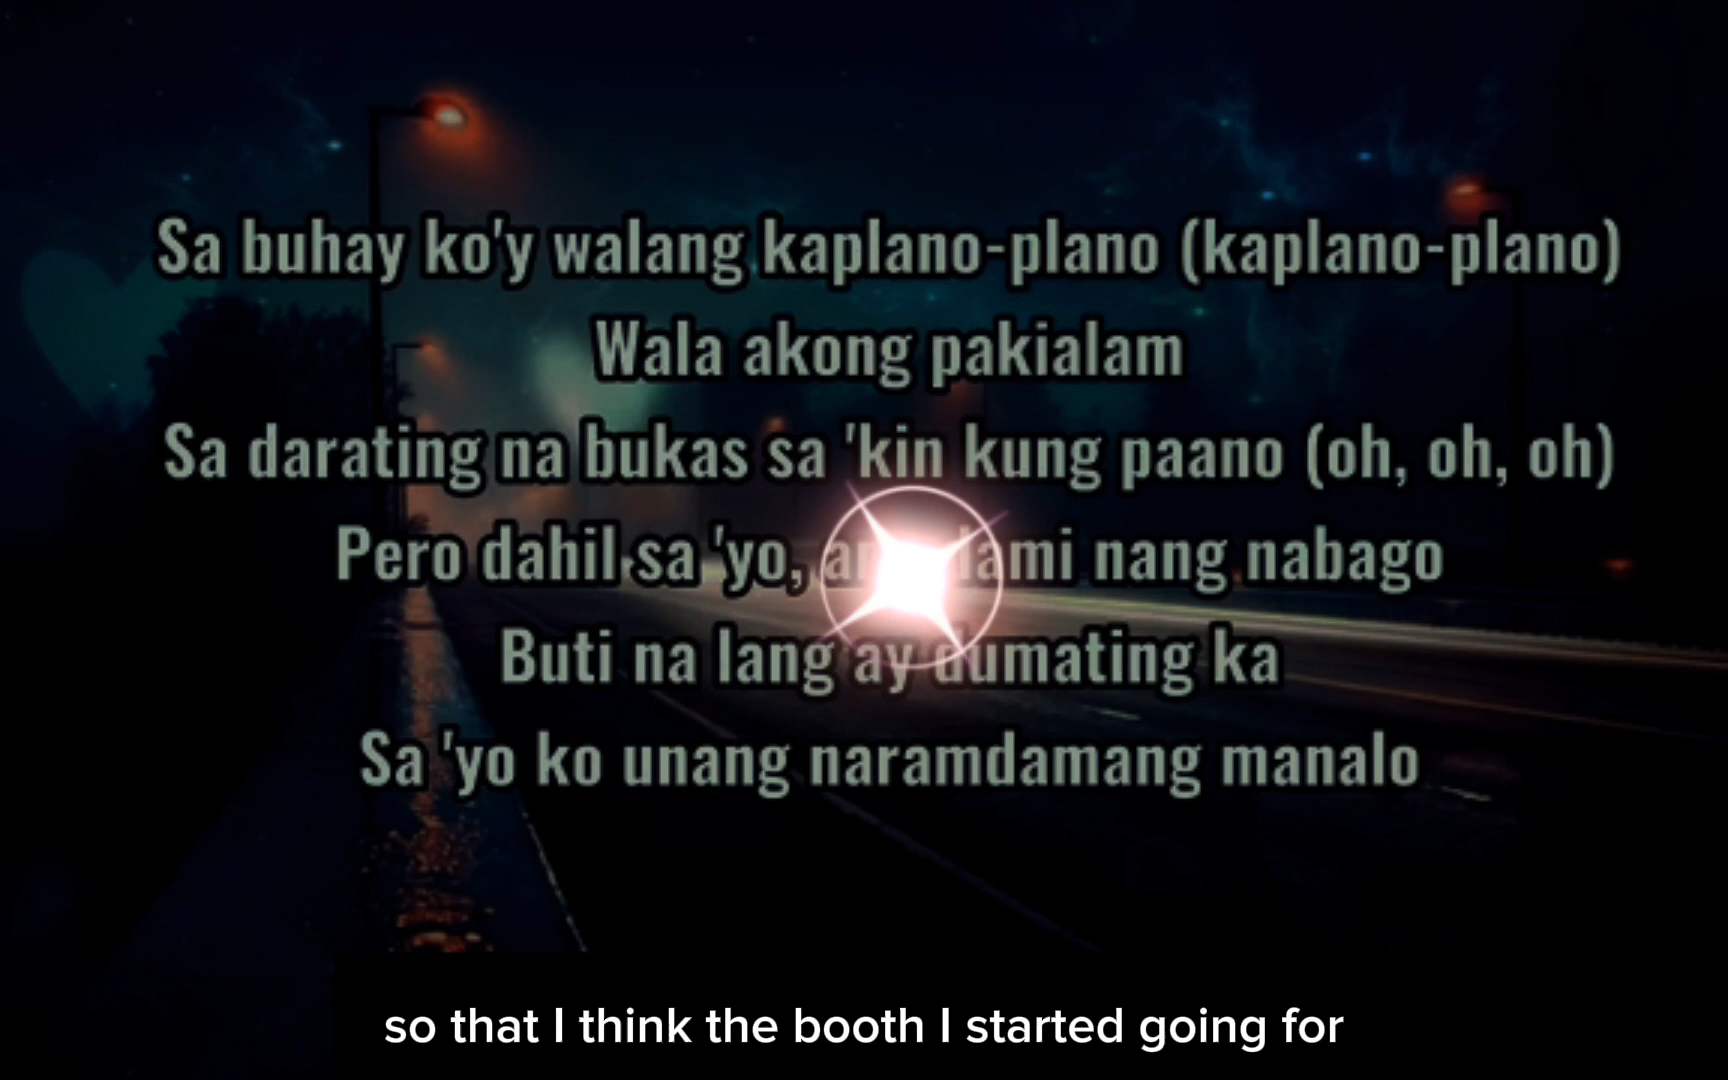 Sa buhay ko'y walang kaplano-plano (kaplano-plano)
Wala akong pakialam
Sa darating na bukas sa 'kin kung paano (oh, oh, oh)
Pero dahil sa 'yo, dami nang nabago
Buti na lang ay dumating ka
Sa 'yo ko unang naramdamang manalo
so that I think the booth I started going for